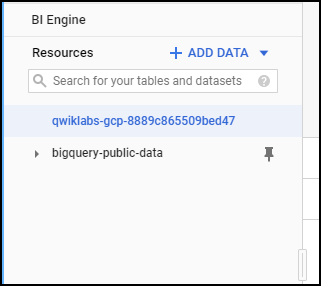 BI Engine
Resources
ADD DATA
Search for your tables and datasets
qwiklabs-gcp-8889c865509bed47
bigquery-public-data